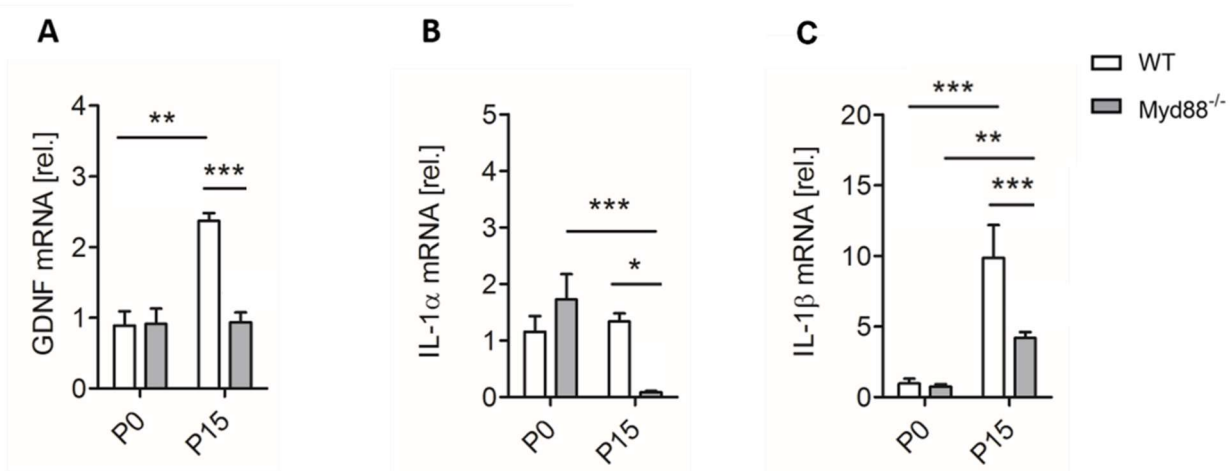 A
GDNF mRNA [rel.]
4
3
2
1
0
**
***
P0
P15
B
IL-1α mRNA [rel.]
5
4
3
2
1
0
***
*
P0
P15
C
IL-1β mRNA [rel.]
20
15
10
5
0
***
**
***
P0
P15
WT
Myd88-/-